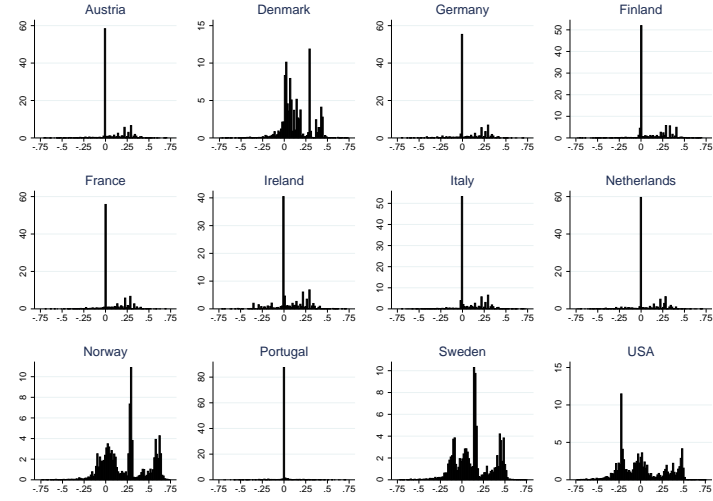 Austria Denmark Germany Finland
60 15 60 50
40 10 40 40
30
20 5 20 20
10
0 0 0 0
-.75 -.5 -.25 0 .25 .5 .75 -.75 -.5 -.25 0 .25 .5 .75 -.75 -.5 -.25 0 .25 .5 .75 -.75 -.5 -.25 0 .25 .5 .75
France Ireland Italy Netherlands
60 40 50 60
40 30 40 40
30
20 20 20 20
10 10
0 0 0 0
-.75 -.5 -.25 0 .25 .5 .75 -.75 -.5 -.25 0 .25 .5 .75 -.75 -.5 -.25 0 .25 .5 .75 -.75 -.5 -.25 0 .25 .5 .75
Norway Portugal Sweden USA
10 80 10 15
8 60 8 10
6 6
4 40 4 5
2 20 2
0 0 0 0
-.75 -.5 -.25 0 .25 .5 .75 -.75 -.5 -.25 0 .25 .5 .75 -.75 -.5 -.25 0 .25 .5 .75 -.75 -.5 -.25 0 .25 .5 .75